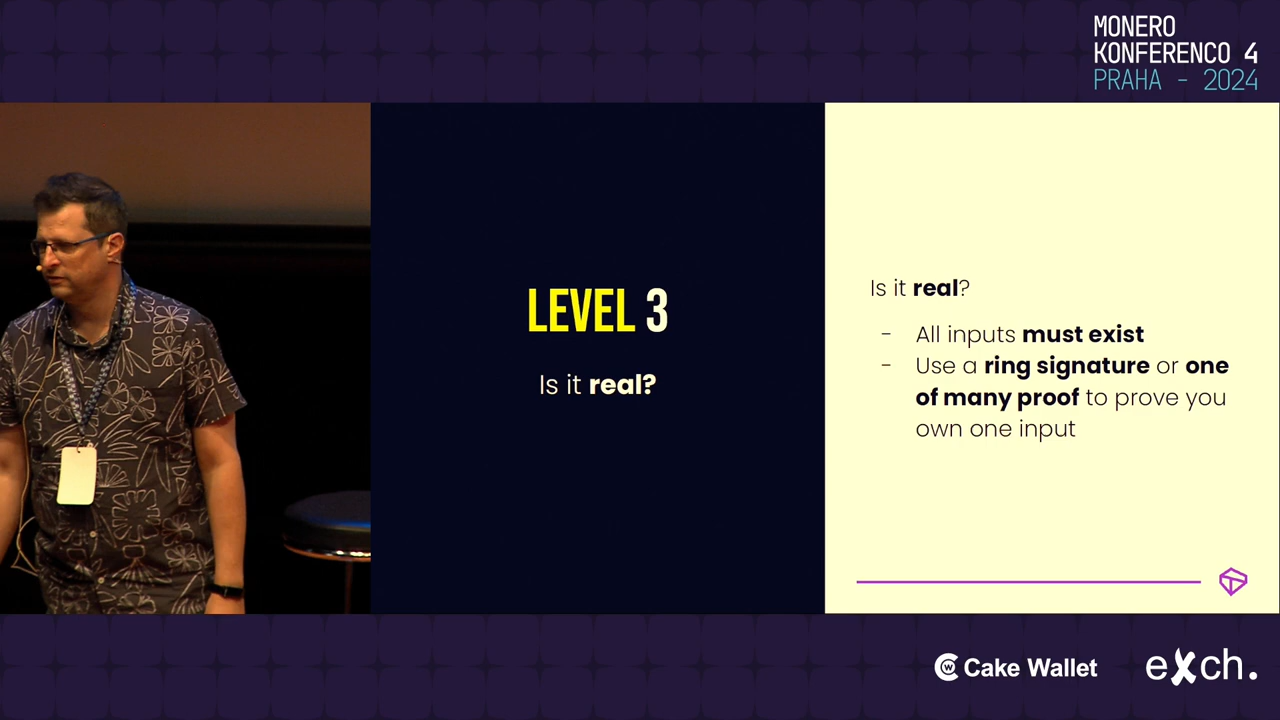 MONERO
KONFERENCO 4
PRAHA - 2024
LEVEL 3
Is it real?
Is it real?
- All inputs must exist
- Use a ring signature or one
of many proof to prove you
own one input
Cake Wallet
exch.